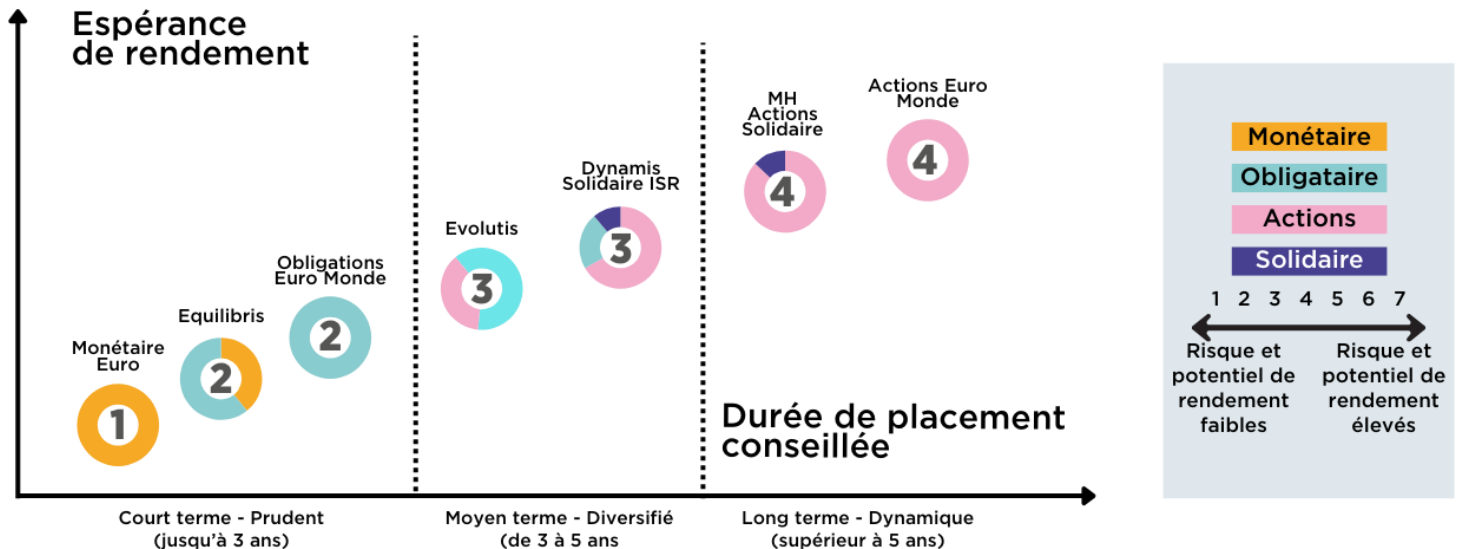 Espérance
de rendement
Monétaire
Euro
1
Equilibris
2
Obligations
Euro Monde
2
Evolutis
3
Dynamis
Solidaire ISR
3
MH
Actions
Solidaire
4
Actions Euro
Monde
4
Durée de placement
conseillée
Court terme - Prudent
(jusqu'à 3 ans)
Moyen terme - Diversifié
(de 3 à 5 ans
Long terme - Dynamique
(supérieur à 5 ans)
Monétaire
Obligataire
Actions
Solidaire
1 2 3 4 5 6 7
Risque et
potentiel de
rendement
faibles
Risque et
potentiel de
rendement
élevés